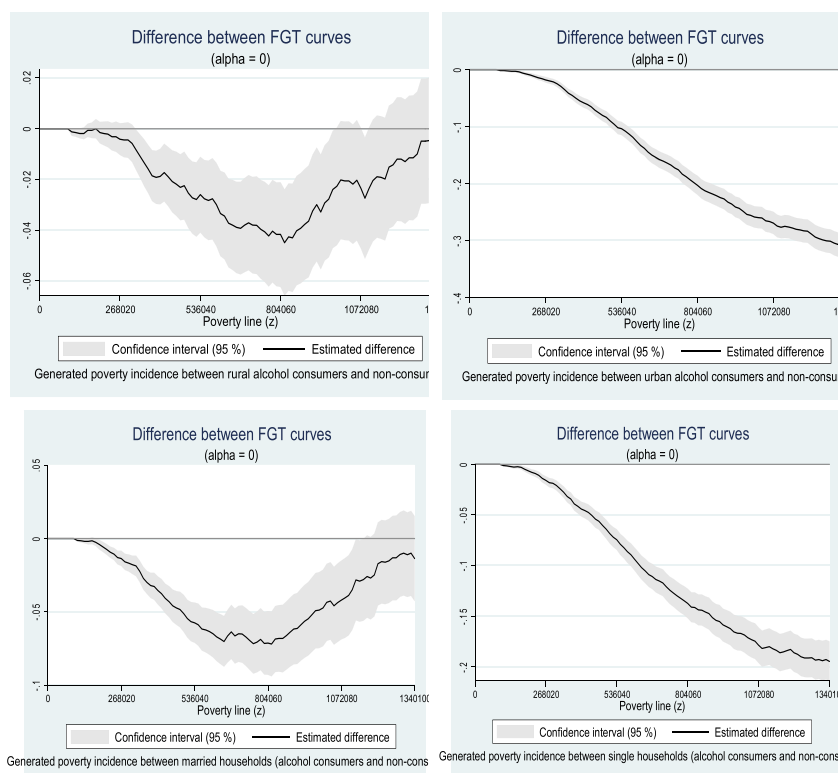 Difference between FGT curves
(alpha = 0)
.02
0
-.02
-.04
-.06
0
268020
536040
804060
1072080
1
Poverty line (z)
Confidence interval (95 %)
Estimated difference
Generated poverty incidence between rural alcohol consumers and non-consur
Difference between FGT curves
(alpha = 0)
0
-.1
-.2
-.3
-.4
0
268020
536040
804060
1072080
1
Poverty line (z)
Confidence interval (95 %)
Estimated difference
Generated poverty incidence between urban alcohol consumers and non-consu
Difference between FGT curves
(alpha = 0)
.05
0
-.05
-.1
0
268020
536040
804060
1072080
1340100
Poverty line (z)
Confidence interval (95 %)
Estimated difference
Generated poverty incidence between married households (alcohol consumers and non-cons
Difference between FGT curves
(alpha = 0)
0
-.05
-.1
-.15
-.2
0
268020
536040
804060
1072080
134010
Poverty line (z)
Confidence interval (95 %)
Estimated difference
Generated poverty incidence between single households (alcohol consumers and non-cons